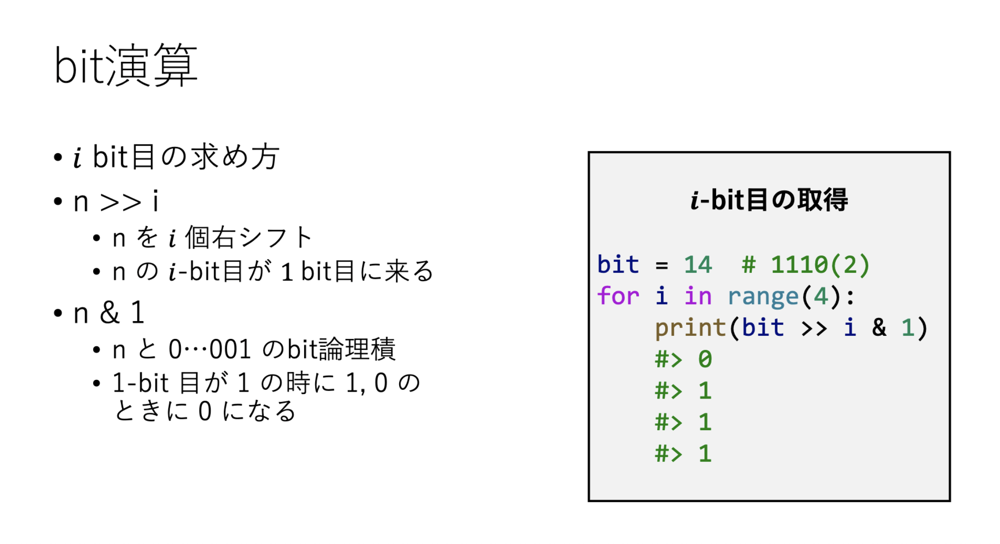 bit演算
• i bit目の求め方
• n >> i
• n を i 個右シフト
• n の i-bit目が 1 bit目に来る
• n & 1
• n と 0⋯001 のbit論理積
• 1-bit 目が 1 の時に 1, 0 の
ときに 0 になる
i-bit目の取得
bit = 14  # 1110(2)
for i in range(4):
    print(bit >> i & 1)
    #> 0
    #> 1
    #> 1
    #> 1